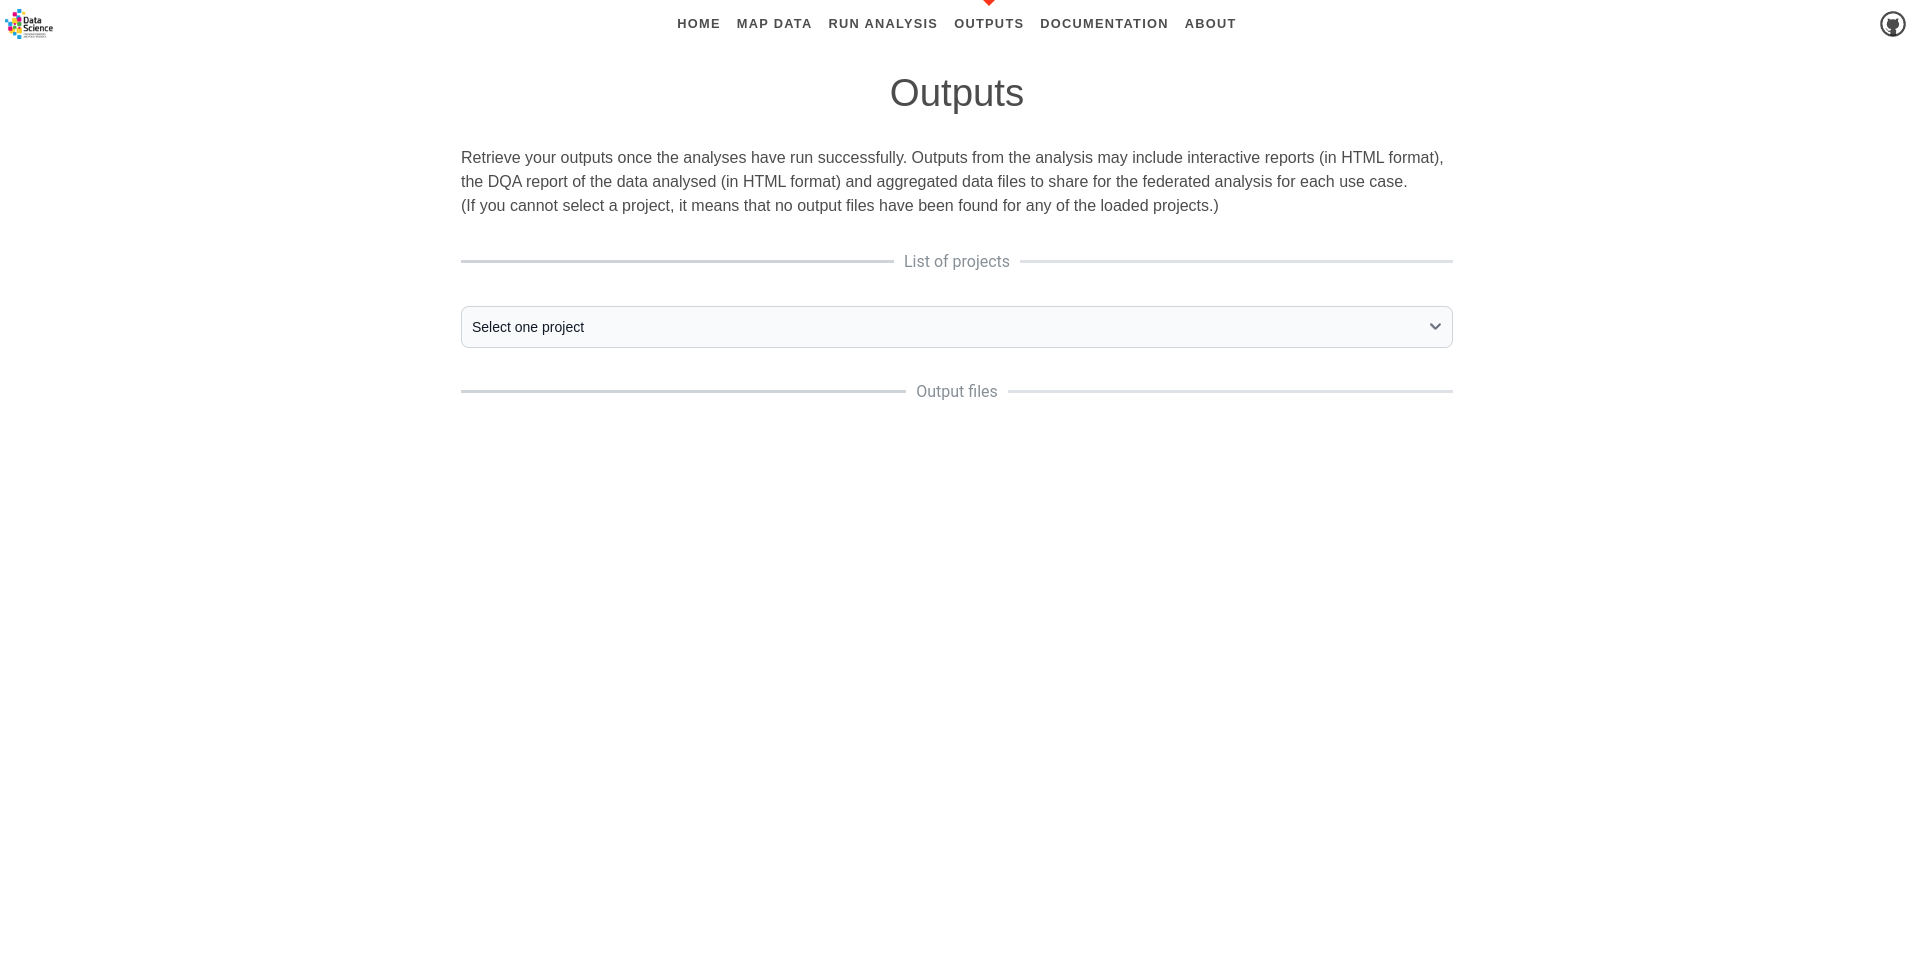 Data
Science
HOME MAP DATA RUN ANALYSIS OUTPUTS DOCUMENTATION ABOUT
Outputs
Retrieve your outputs once the analyses have run successfully. Outputs from the analysis may include interactive reports (in HTML format),
the DQA report of the data analysed (in HTML format) and aggregated data files to share for the federated analysis for each use case.
(If you cannot select a project, it means that no output files have been found for any of the loaded projects.)
List of projects
Select one project
Output files